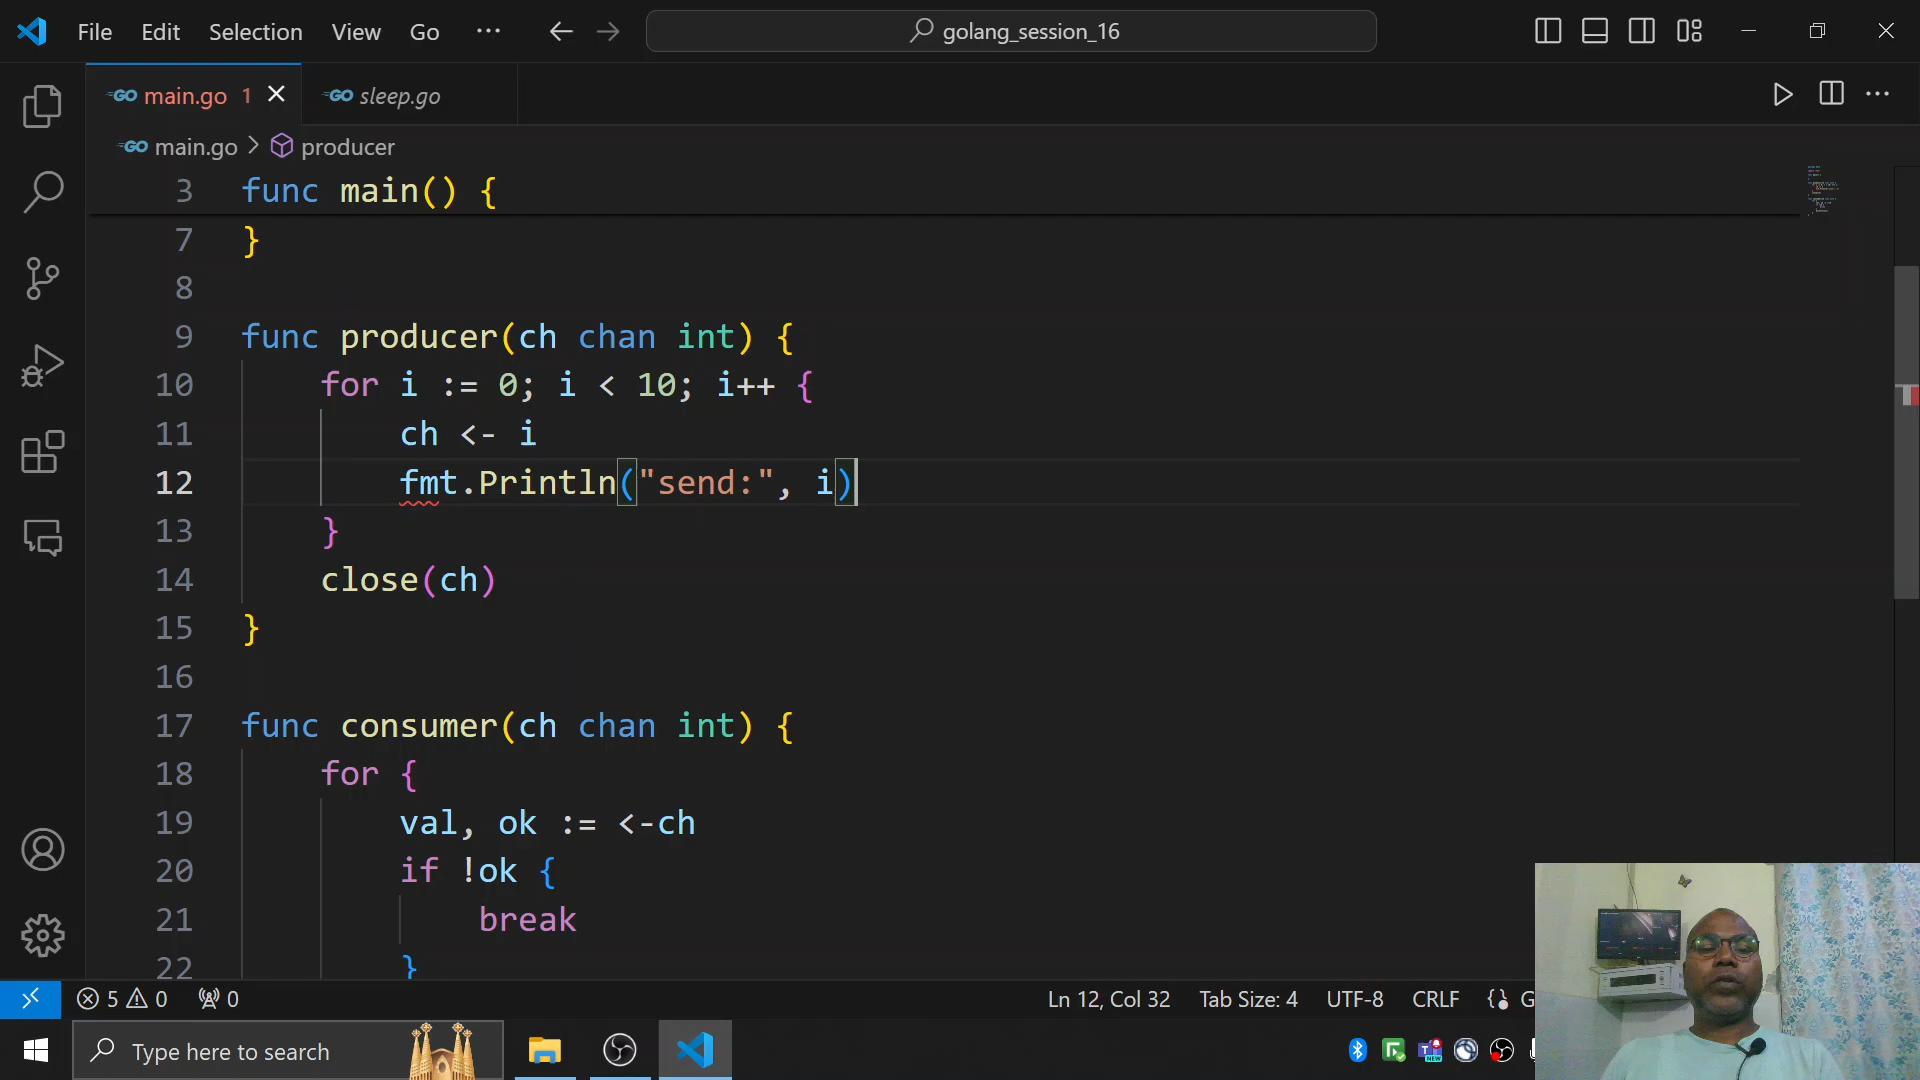 File Edit Selection View Go ··· golang_session_16
GO main.go 1 GO sleep.go
GO main.go > producer
3 func main() {
7 }
8
9 func producer(ch chan int) {
10 for i := 0; i < 10; i++ {
11 ch <- i
12 fmt.Println("send:", i)
13 }
14 close(ch)
15 }
16
17 func consumer(ch chan int) {
18 for {
19 val, ok := <-ch
20 if !ok {
21 break
22 }
5 0 0 Ln 12, Col 32 Tab Size: 4 UTF-8 CRLF {} G
Type here to search
NEW